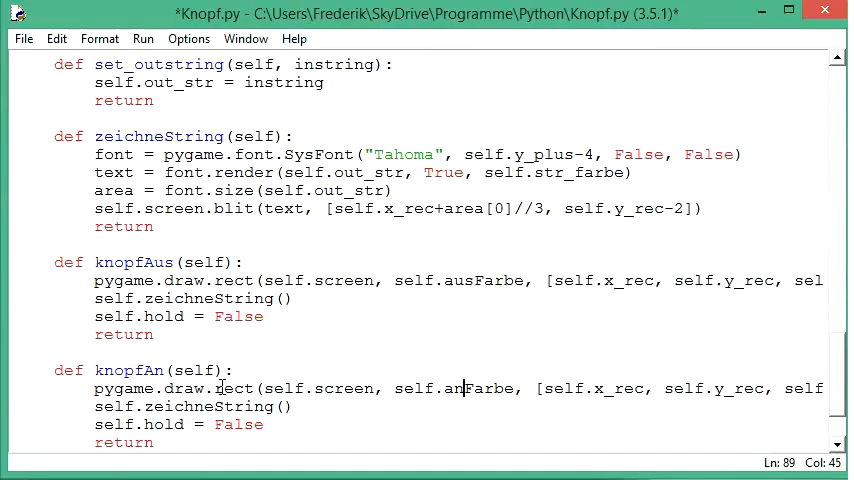 *Knopf.py - C:\Users\Frederik\SkyDrive\Programme\Python\Knopf.py (3.5.1)*
File Edit Format Run Options Window Help
def set_outstring(self, instring):
self.out_str = instring
return
def zeichneString(self):
font = pygame.font.SysFont("Tahoma", self.y_plus-4, False, False)
text = font.render(self.out_str, True, self.str_farbe)
area = font.size(self.out_str)
self.screen.blit(text, [self.x_rec+area[0]//3, self.y_rec-2])
return
def knopfAus(self):
pygame.draw.rect(self.screen, self.ausFarbe, [self.x_rec, self.y_rec, sel
self.zeichneString()
self.hold = False
return
def knopfAn(self):
pygame.draw.rect(self.screen, self.anFarbe, [self.x_rec, self.y_rec, self
self.zeichneString()
self.hold = False
return
Ln: 89 Col: 45